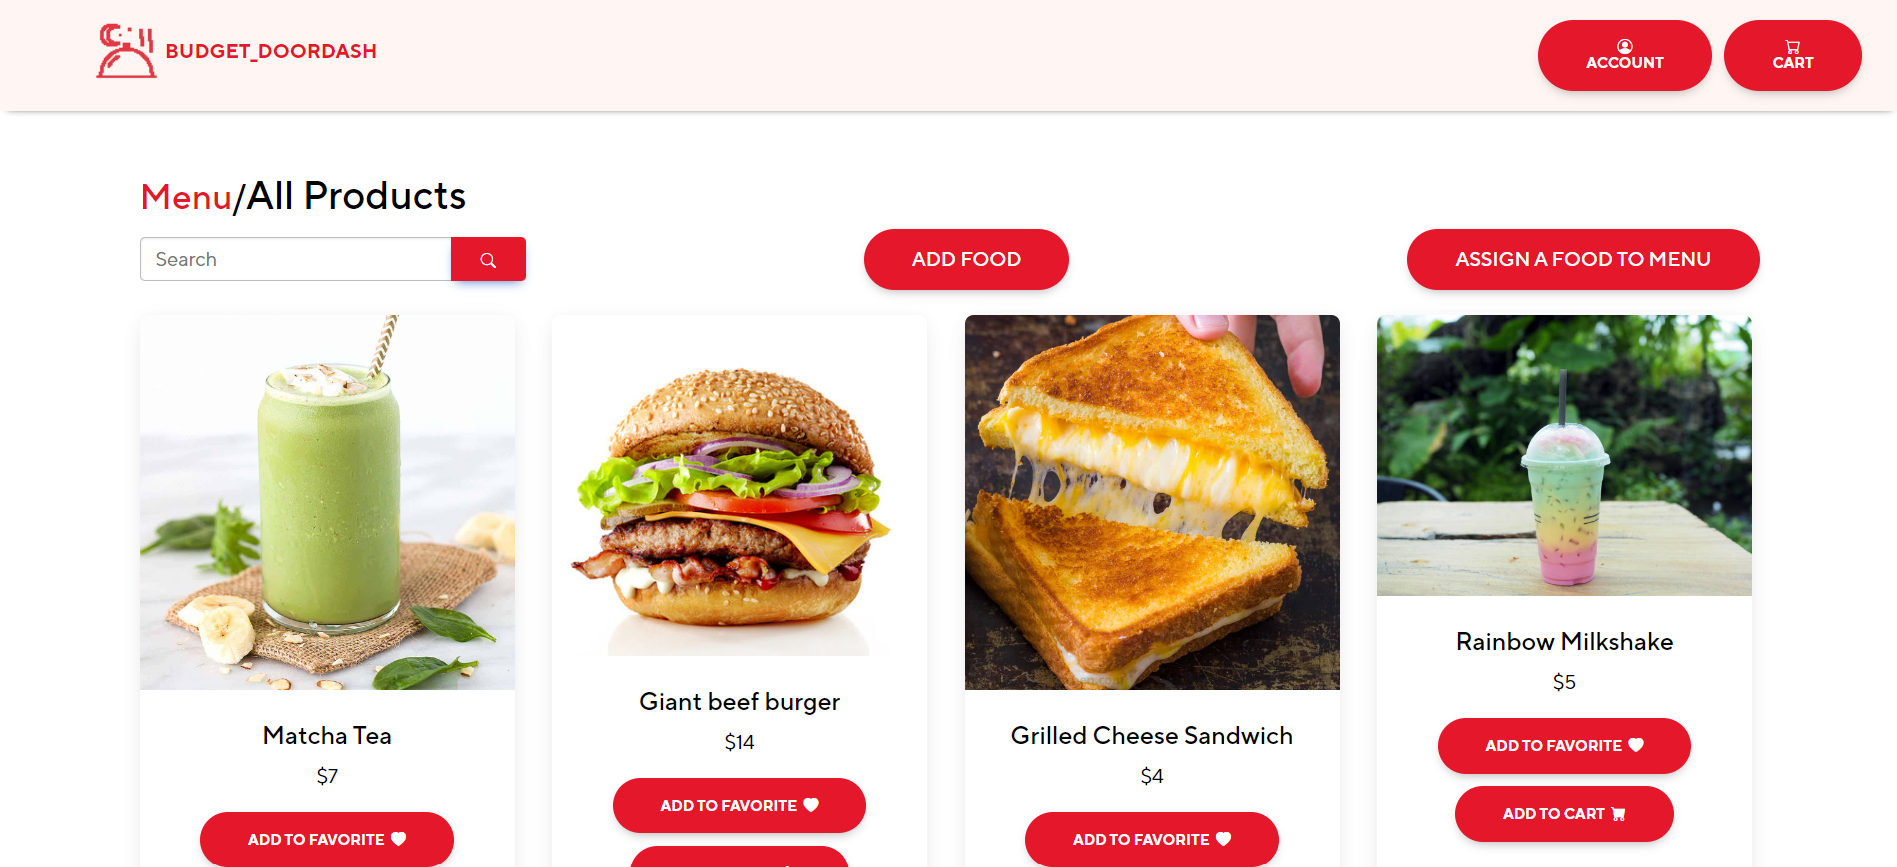 BUDGET_DOORDASH
ACCOUNT
CART
Menu/All Products
Search
ADD FOOD
ASSIGN A FOOD TO MENU
Matcha Tea
$7
ADD TO FAVORITE
Giant beef burger
$14
ADD TO FAVORITE
Grilled Cheese Sandwich
$4
ADD TO FAVORITE
Rainbow Milkshake
$5
ADD TO FAVORITE
ADD TO CART